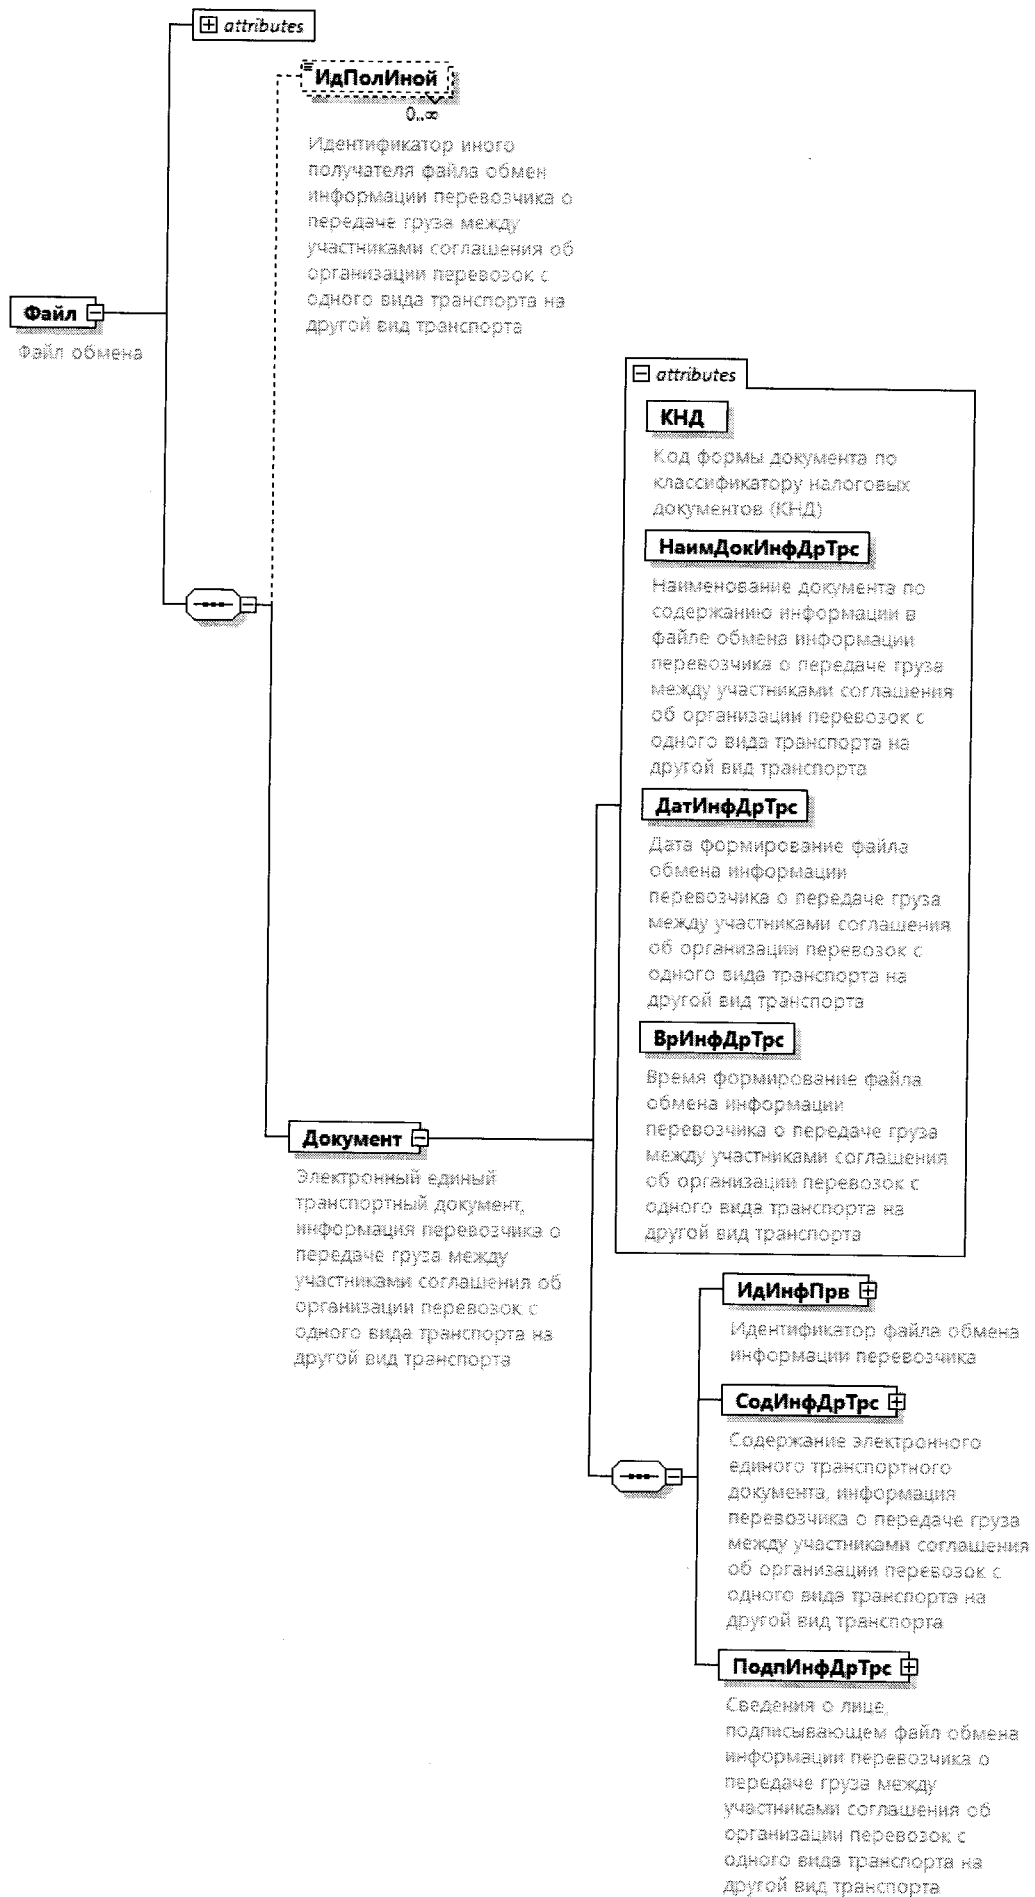 attributes
ИдПолИной
0..∞
Идентификатор иного
получателя файла обмен
информации перевозчика о
передаче груза между
участниками соглашения об
организации перевозок с
одного вида транспорта на
другой вид транспорта
Файл
Файл обмена
attributes
КНД
Код формы документа по
классификатору налоговых
документов (КНД)
НаимДокИнфДрТрс
Наименование документа по
содержанию информации в
файле обмена информации
перевозчика о передаче груза
между участниками соглашения
об организации перевозок с
одного вида транспорта на
другой вид транспорта
ДатИнфДрТрс
Дата формирование файла
обмена информации
перевозчика о передаче груза
между участниками соглашения
об организации перевозок с
одного вида транспорта на
другой вид транспорта
ВрИнфДрТрс
Время формирование файла
обмена информации
перевозчика о передаче груза
между участниками соглашения
об организации перевозок с
одного вида транспорта на
другой вид транспорта
Документ
Электронный единый
транспортный документ,
информация перевозчика о
передаче груза между
участниками соглашения об
организации перевозок с
одного вида транспорта на
другой вид транспорта
ИдИнфПрв
Идентификатор файла обмена
информации перевозчика
СодИнфДрТрс
Содержание электронного
единого транспортного
документа, информация
перевозчика о передаче груза
между участниками соглашения
об организации перевозок с
одного вида транспорта на
другой вид транспорта
ПодпИнфДрТрс
Сведения о лице,
подписывающем файл обмена
информации перевозчика о
передаче груза между
участниками соглашения об
организации перевозок с
одного вида транспорта на
другой вид транспорта